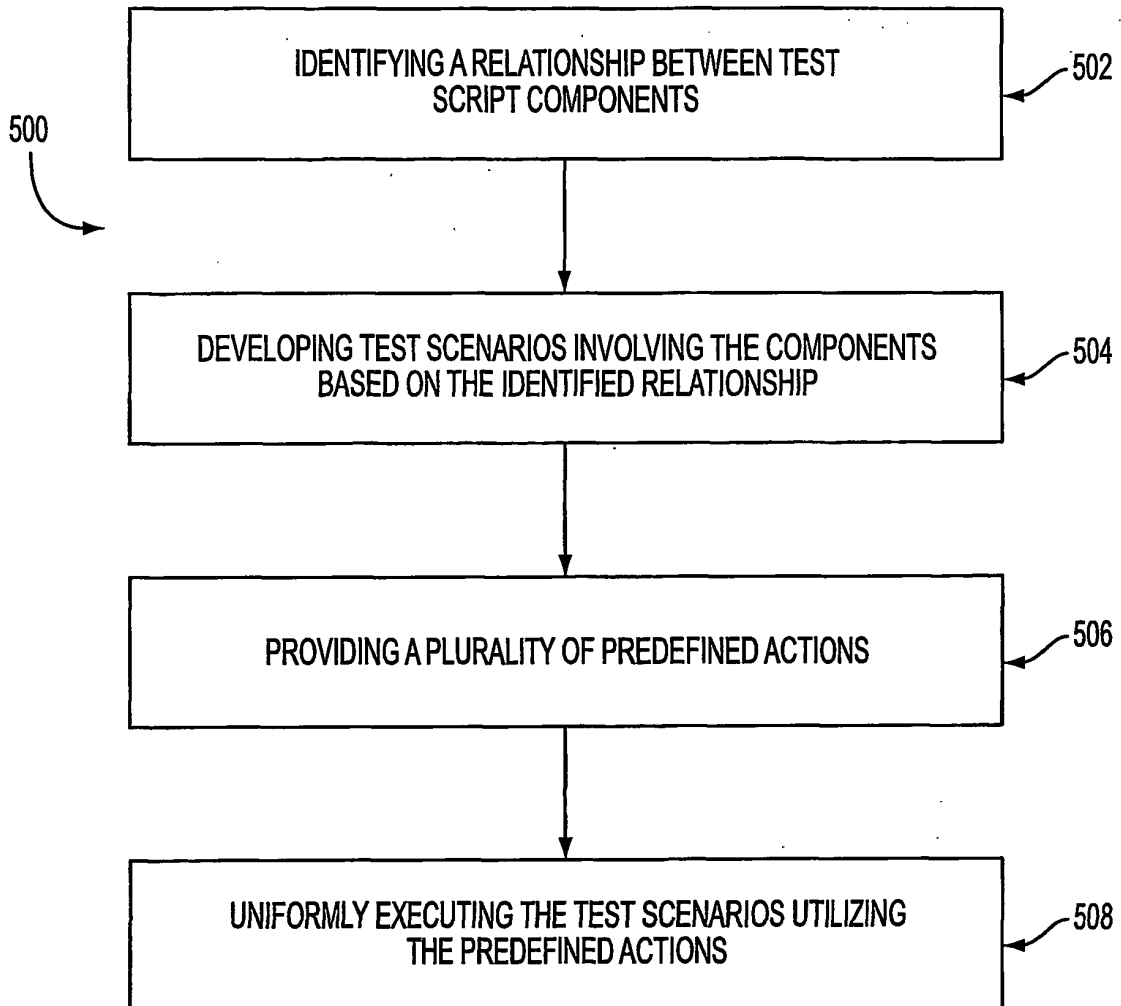 IDENTIFYING A RELATIONSHIP BETWEEN TEST
SCRIPT COMPONENTS
502
500
DEVELOPING TEST SCENARIOS INVOLVING THE COMPONENTS
BASED ON THE IDENTIFIED RELATIONSHIP
504
PROVIDING A PLURALITY OF PREDEFINED ACTIONS
506
UNIFORMLY EXECUTING THE TEST SCENARIOS UTILIZING
THE PREDEFINED ACTIONS
508